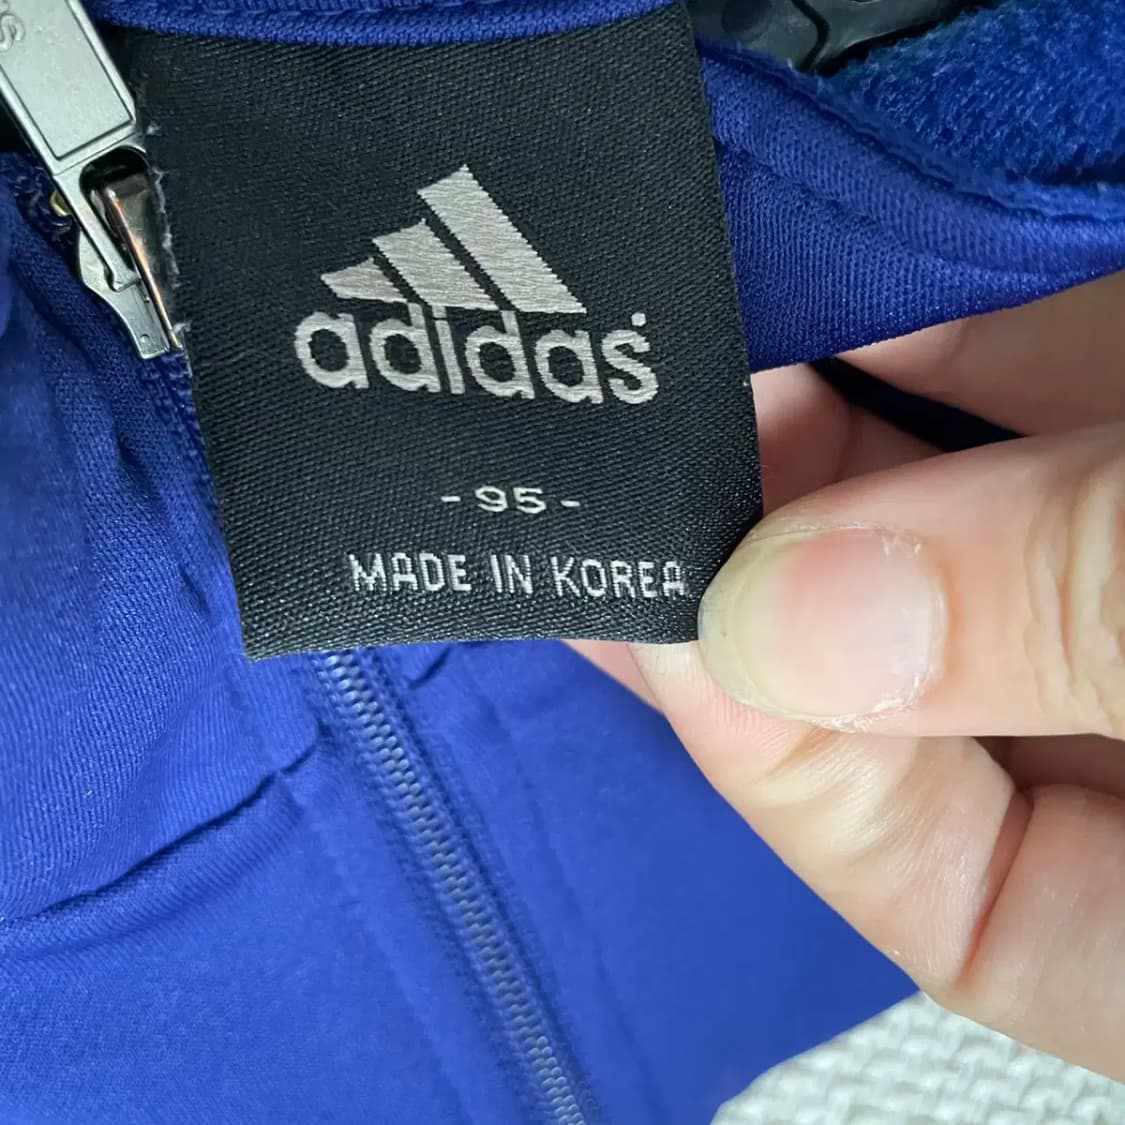 adidas
- 95 -
MADE IN KOREA